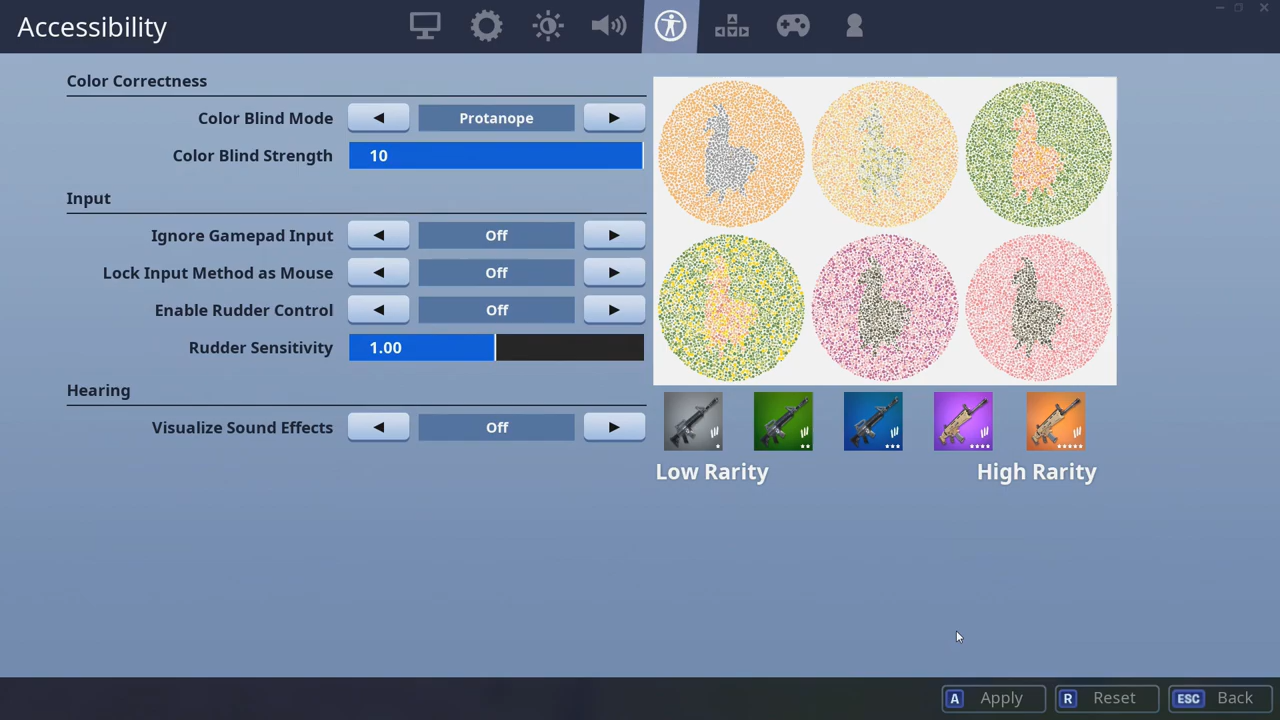 Accessibility
Color Correctness
Color Blind Mode Protanope
Color Blind Strength 10
Input
Ignore Gamepad Input Off
Lock Input Method as Mouse Off
Enable Rudder Control Off
Rudder Sensitivity 1.00
Hearing
Visualize Sound Effects Off
Low Rarity High Rarity
A Apply R Reset ESC Back